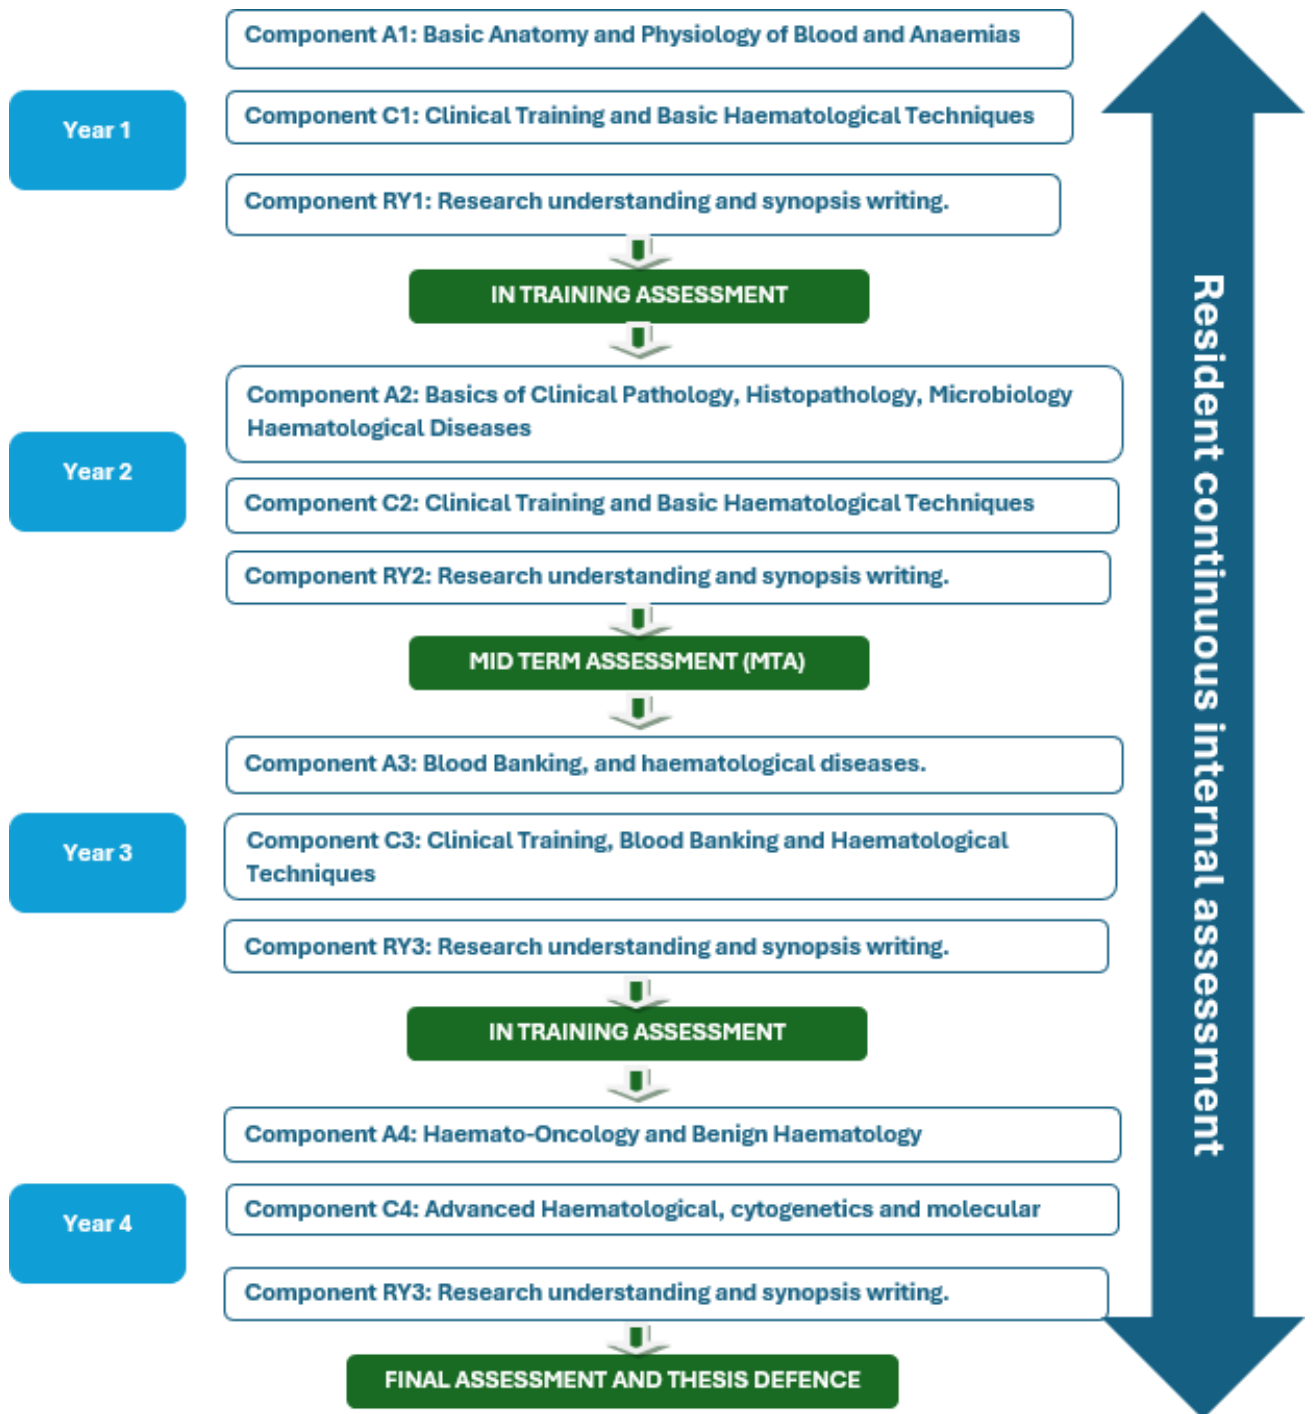 Component A1: Basic Anatomy and Physiology of Blood and Anaemias
Year 1
Component C1: Clinical Training and Basic Haematological Techniques
Component RY1: Research understanding and synopsis writing.
IN TRAINING ASSESSMENT
Component A2: Basics of Clinical Pathology, Histopathology, Microbiology
Haematological Diseases
Year 2
Component C2: Clinical Training and Basic Haematological Techniques
Component RY2: Research understanding and synopsis writing.
MID TERM ASSESSMENT (MTA)
Component A3: Blood Banking, and haematological diseases.
Year 3
Component C3: Clinical Training, Blood Banking and Haematological
Techniques
Component RY3: Research understanding and synopsis writing.
IN TRAINING ASSESSMENT
Component A4: Haemato-Oncology and Benign Haematology
Year 4
Component C4: Advanced Haematological, cytogenetics and molecular
Component RY3: Research understanding and synopsis writing.
FINAL ASSESSMENT AND THESIS DEFENCE
Resident continuous internal assessment